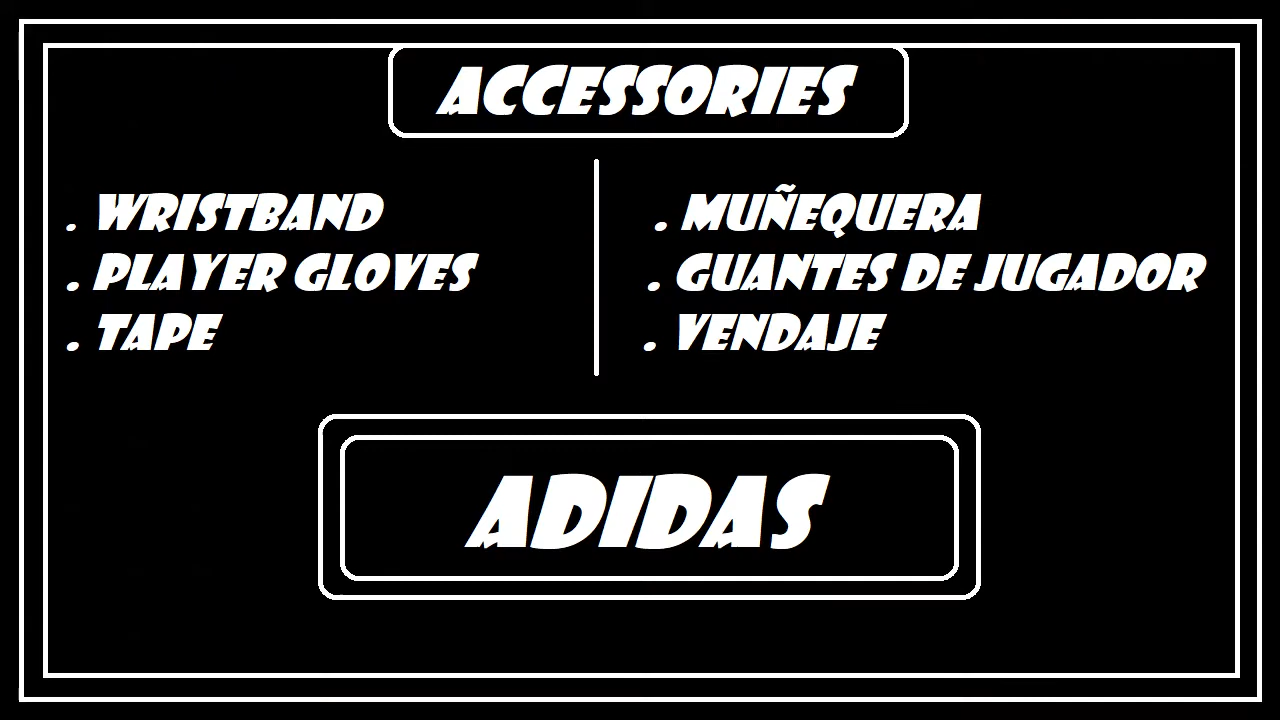 ACCESSORIES
. WRISTBAND
. PLAYER GLOVES
. TAPE
. MUÑEQUERA
. GUANTES DE JUGADOR
. VENDAJE
ADIDAS